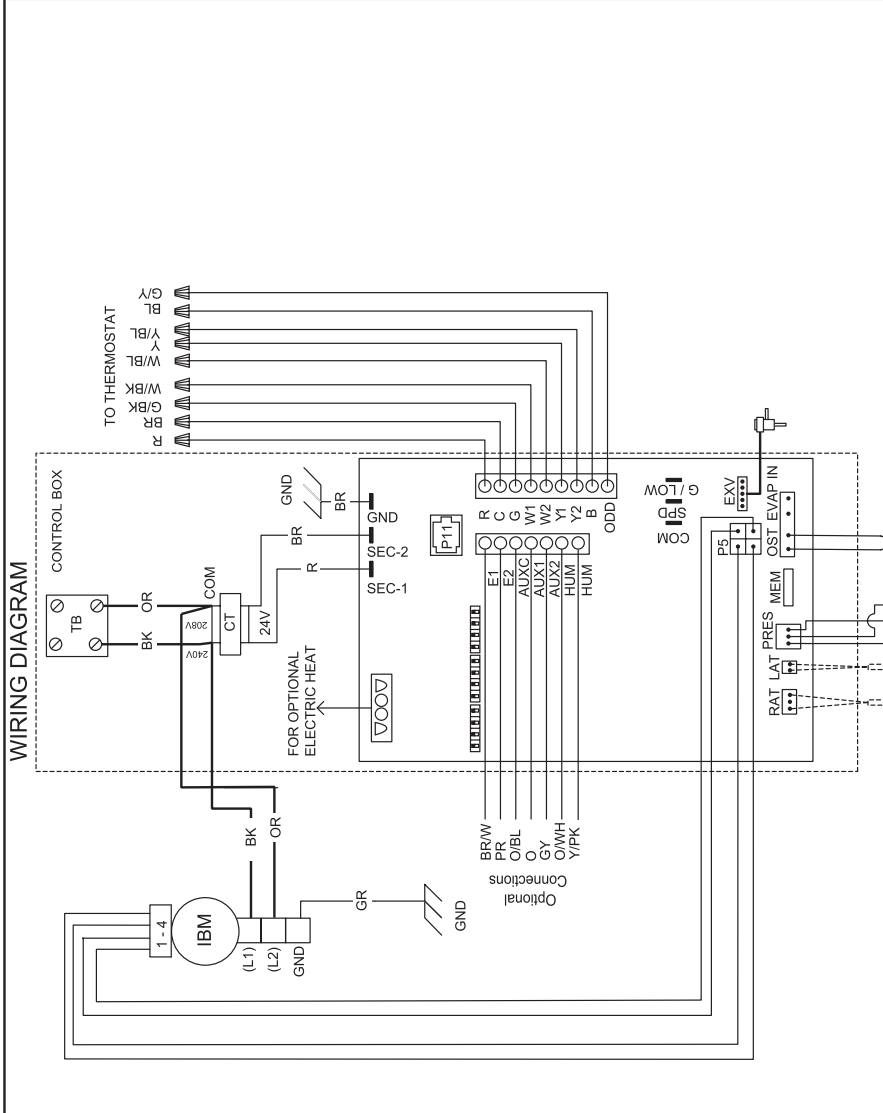 WIRING DIAGRAM
CONTROL BOX
TB
OR
BK
208V
240V
COM
CT
24V
TO THERMOSTAT
G/Y
BL
Y/BL
Y
W/BL
W/BK
G/BK
BR
R
GND
BR
BR
R
GND
SEC-2
SEC-1
FOR OPTIONAL
ELECTRIC HEAT
P11
R
C
G
W1
W2
Y1
Y2
B
ODD
E1
E2
AUXC
AUX1
AUX2
HUM
HUM
COM
SPD
G / LOW
EXV
P5
OST
EVAP IN
MEM
PRES
LAT
RAT
BR/W
PR
O/BL
O
GY
O/WH
Y/PK
Optional
Connections
BK
OR
1 - 4
IBM
(L1)
(L2)
GND
GR
GND